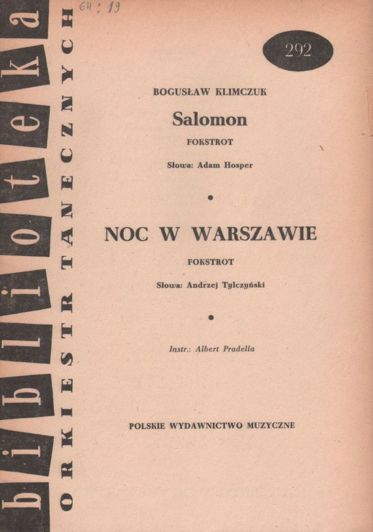 64:19
biblioteka
ORKIESTR TANECZNYCH
292
BOGUSŁAW KLIMCZUK
Salomon
FOKSTROT
Słowa: Adam Hosper
NOC W WARSZAWIE
FOKSTROT
Słowa: Andrzej Tylczyński
Instr.: Albert Pradella
POLSKIE WYDAWNICTWO MUZYCZNE